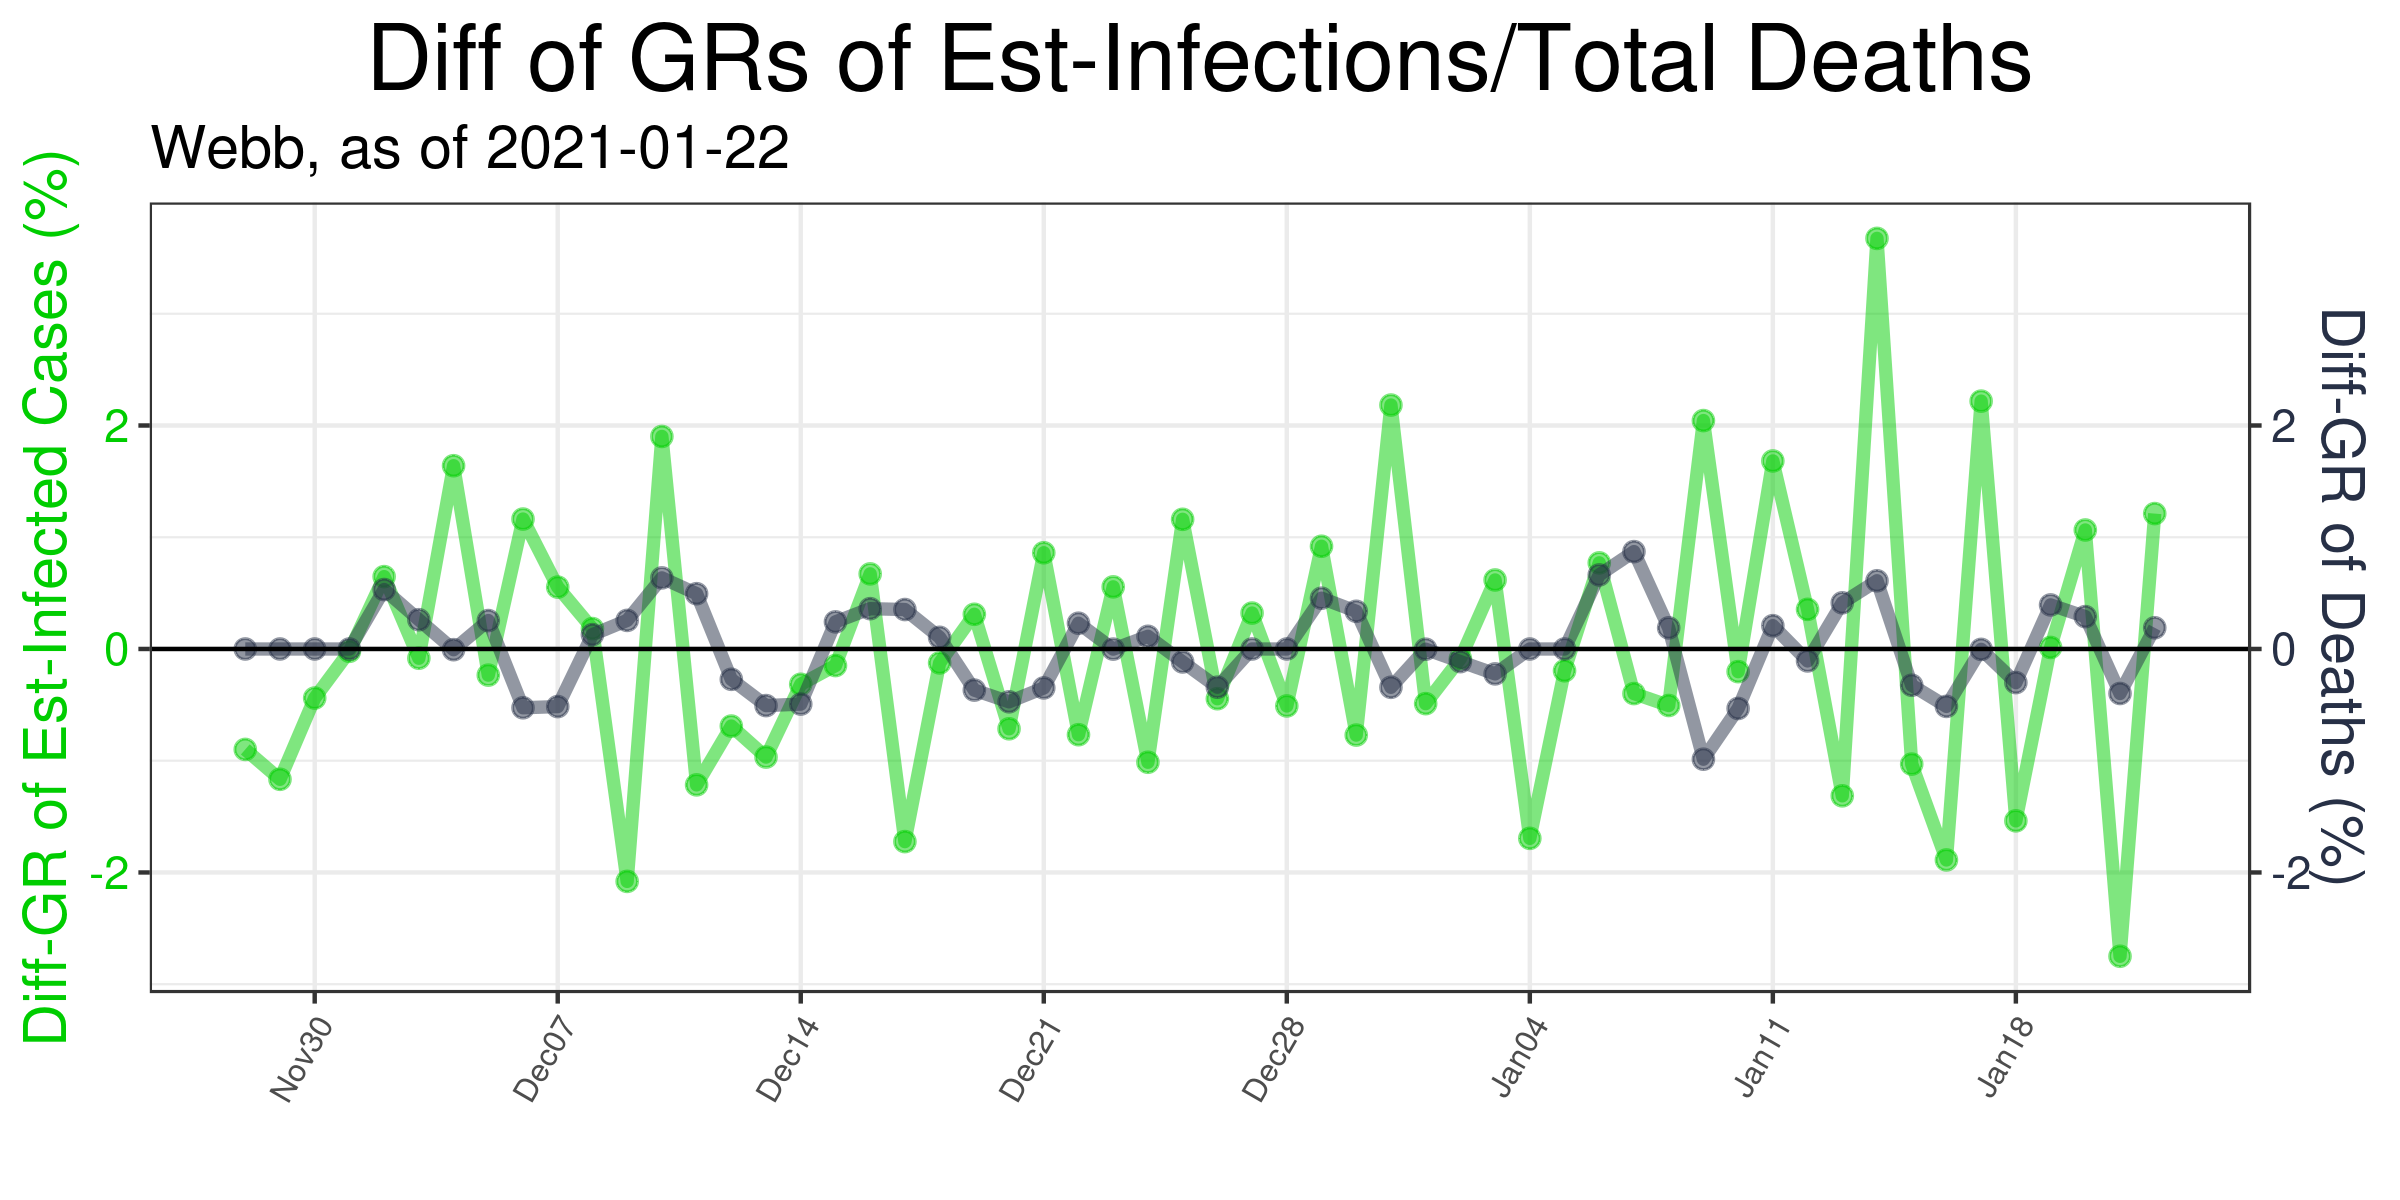 Diff of GRs of Est-Infections/Total Deaths
Webb, as of 2021-01-22
Diff-GR of Est-Infected Cases (%)
2
0
-2
2
0
-2
Diff-GR of Deaths (%)
Nov30
Dec07
Dec14
Dec21
Dec28
Jan04
Jan11
Jan18